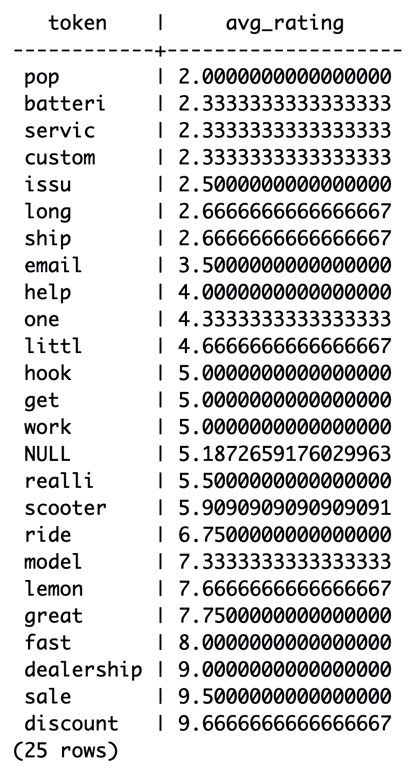 token | avg_rating
------------+---------------------
pop | 2.0000000000000000
batteri | 2.3333333333333333
servic | 2.3333333333333333
custom | 2.3333333333333333
issu | 2.5000000000000000
long | 2.6666666666666667
ship | 2.6666666666666667
email | 3.5000000000000000
help | 4.0000000000000000
one | 4.3333333333333333
littl | 4.6666666666666667
hook | 5.0000000000000000
get | 5.0000000000000000
work | 5.0000000000000000
NULL | 5.1872659176029963
realli | 5.5000000000000000
scooter | 5.9090909090909091
ride | 6.7500000000000000
model | 7.3333333333333333
lemon | 7.6666666666666667
great | 7.7500000000000000
fast | 8.0000000000000000
dealership | 9.0000000000000000
sale | 9.5000000000000000
discount | 9.6666666666666667
(25 rows)